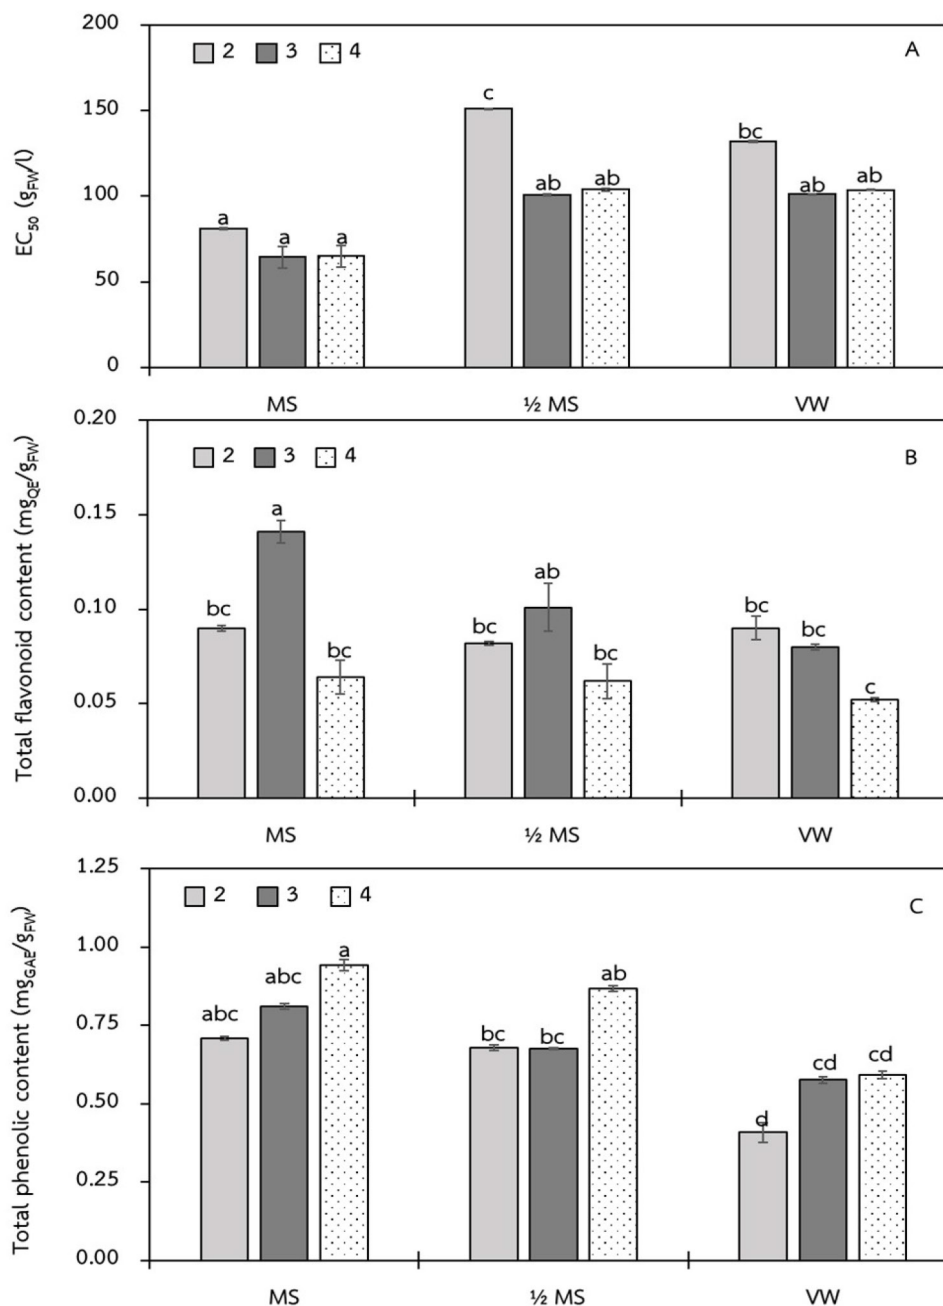 200
2 3 4
A
c
150
bc
EC₅₀ (gFW/l)
100
ab ab
ab ab
a
a a
50
0
MS ½ MS VW
0.20
2 3 4
B
Total flavonoid content (mgQE/gFW)
0.15
a
ab
0.10
bc bc bc bc
bc bc
0.05
c
0.00
MS ½ MS VW
1.25
2 3 4
C
Total phenolic content (mgGAE/gFW)
1.00
a
abc
ab
abc
0.75
bc bc
cd cd
0.50
d
0.25
0.00
MS ½ MS VW